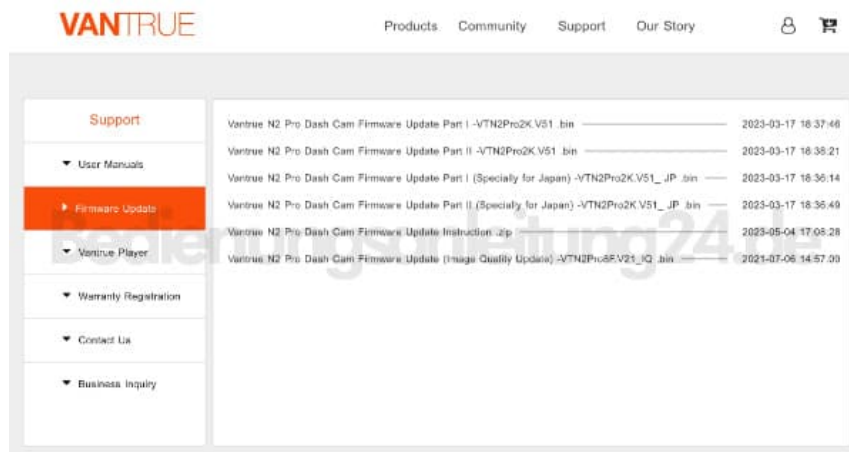 VANTRUE
Products Community Support Our Story
Support
User Manuals
Firmware Update
Vantrue Player
Warranty Registration
Contact Us
Business Inquiry
Vantrue N2 Pro Dash Cam Firmware Update Part I -VTN2Pro2K.V51 .bin 2023-03-17 18:37:46
Vantrue N2 Pro Dash Cam Firmware Update Part II -VTN2Pro2K.V51 .bin 2023-03-17 18:38:21
Vantrue N2 Pro Dash Cam Firmware Update Part I (Specially for Japan) -VTN2Pro2K.V51_ JP .bin 2023-03-17 18:36:14
Vantrue N2 Pro Dash Cam Firmware Update Part II (Specially for Japan) -VTN2Pro2K.V51_ JP .bin 2023-03-17 18:36:49
Vantrue N2 Pro Dash Cam Firmware Update Instruction .zip 2023-05-04 17:08:28
Vantrue N2 Pro Dash Cam Firmware Update (Image Quality Update) -VTN2Pro8F.V21_IQ .bin 2021-07-06 14:57:09
Bedienungsanleitung24.de